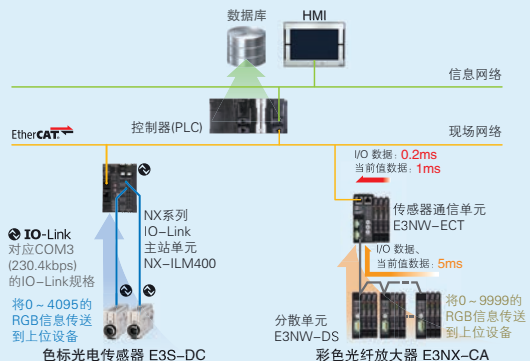 数据库
HMI
信息网络
控制器(PLC)
EtherCAT.
现场网络
I/O 数据：0.2ms
当前值数据：1ms
NX系列
IO-Link
主站单元
NX-ILM400
传感器通信单元
E3NW-ECT
IO-Link
对应COM3
(230.4kbps)
的IO-Link规格
I/O 数据、
当前值数据：5ms
将0～4095的
RGB信息传送
到上位设备
分散单元
E3NW-DS
将0~9999的
RGB信息传送
到上位设备
色标光电传感器 E3S-DC
彩色光纤放大器 E3NX-CA